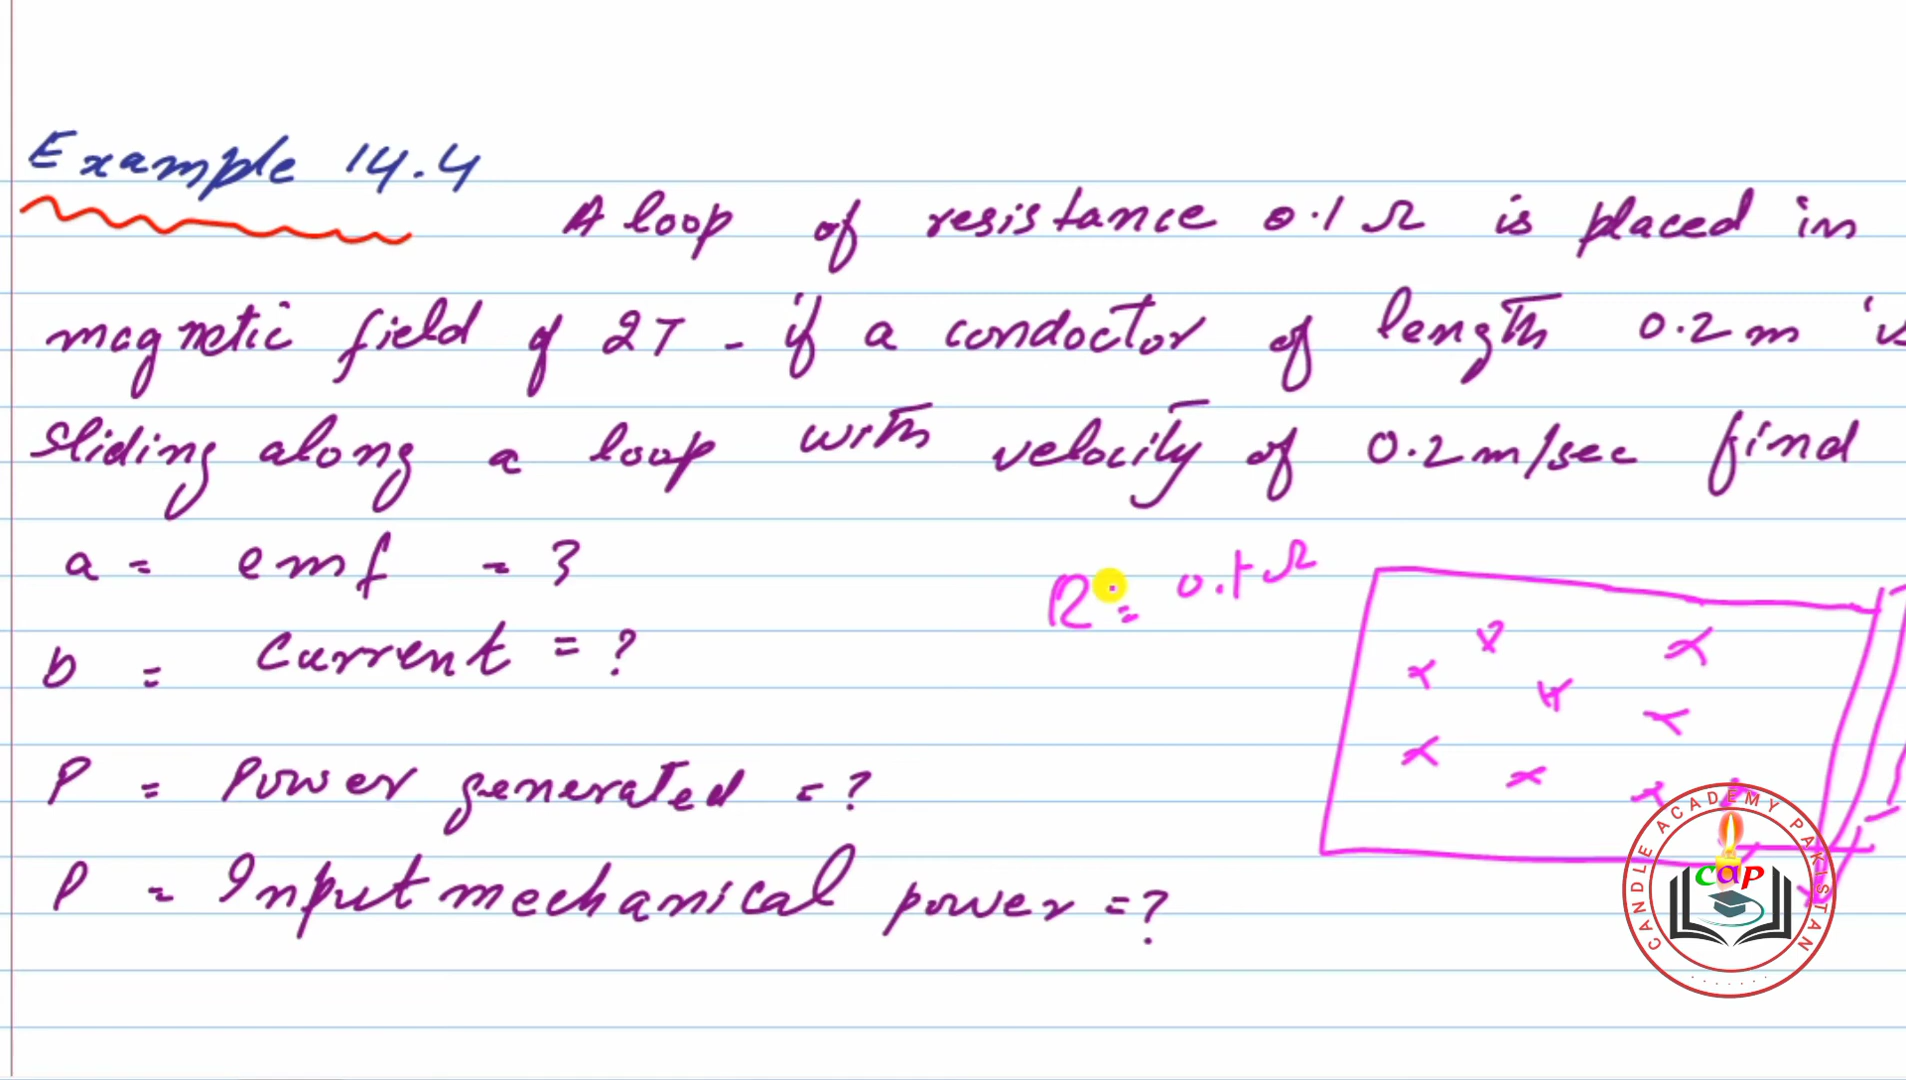 Example 14.4
A loop of resistance 0.1 Ω is placed in
magnetic field of 2T - if a condoctor of length 0.2 m is
sliding along a loop with velocity of 0.2 m/sec find
a = emf = ?
b = Current = ?
P = Power generated = ?
P = Input mechanical power = ?
R = 0.1 Ω
CANDLE ACADEMY PAKISTAN
CAP